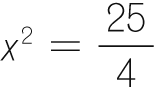 x² = 25/4